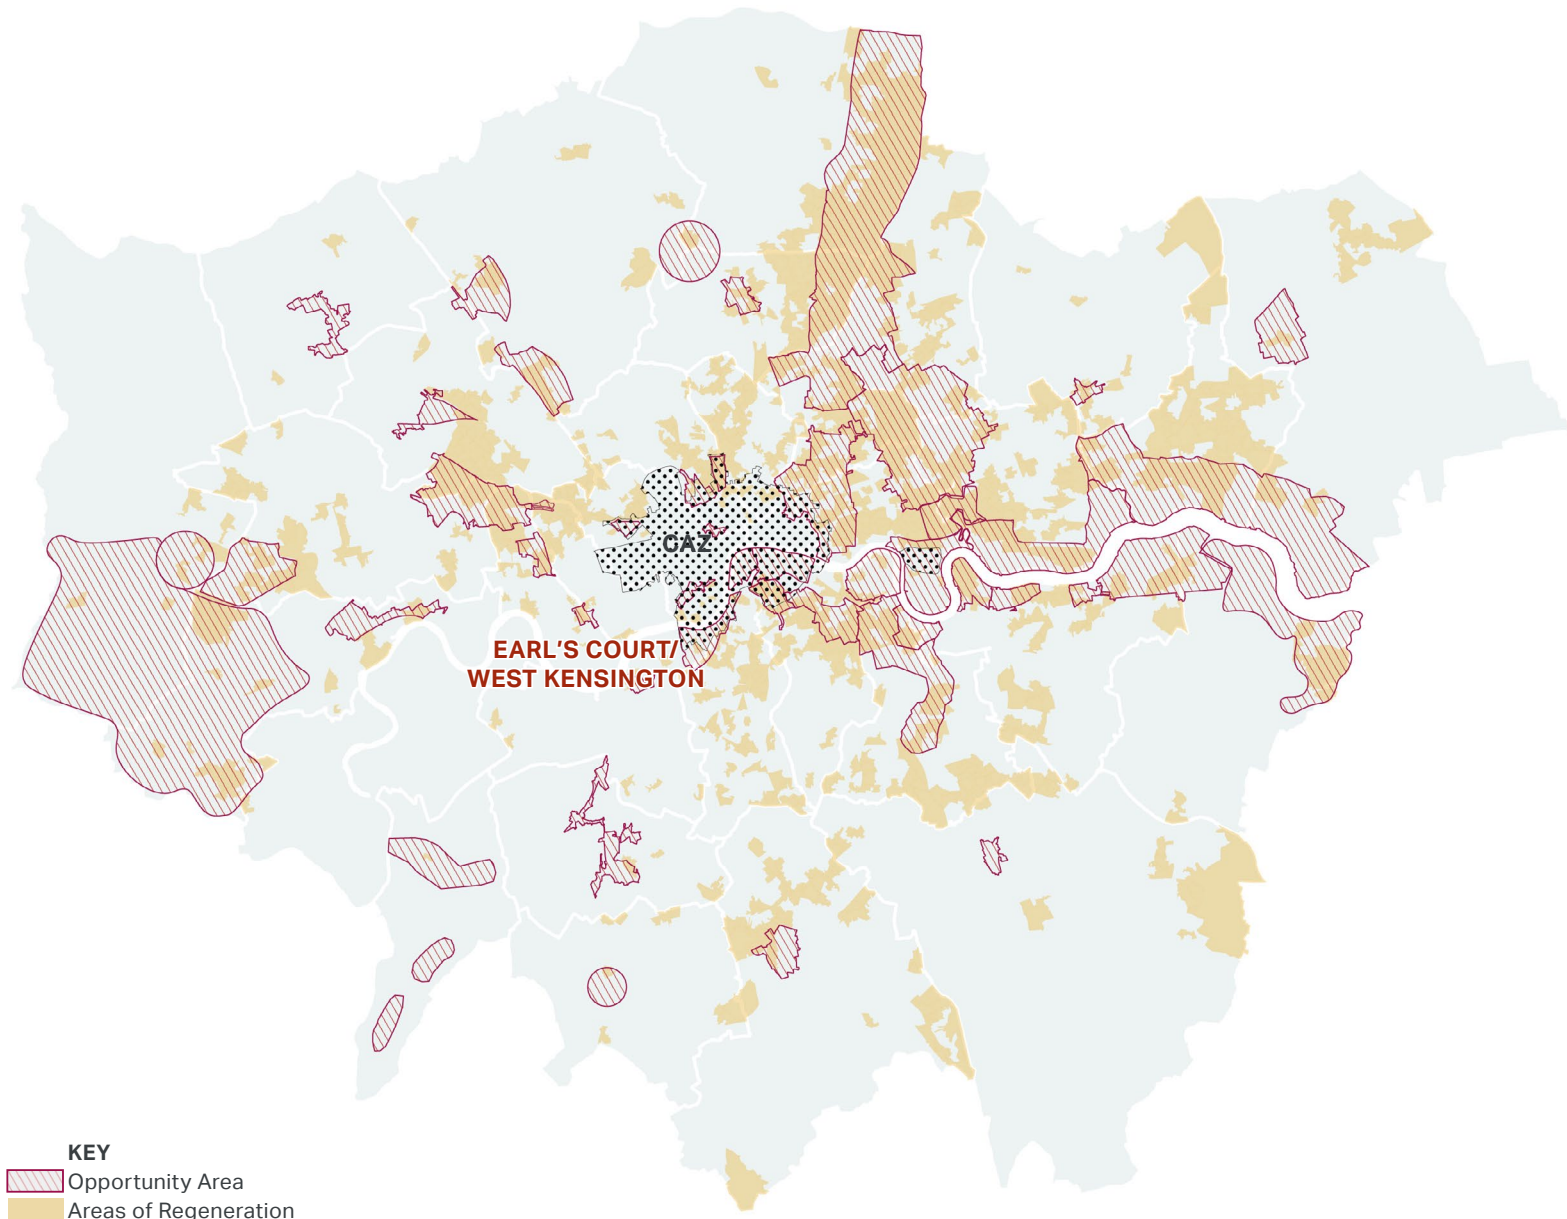 CAZ
EARL'S COURT/
WEST KENSINGTON
KEY
Opportunity Area
Areas of Regeneration